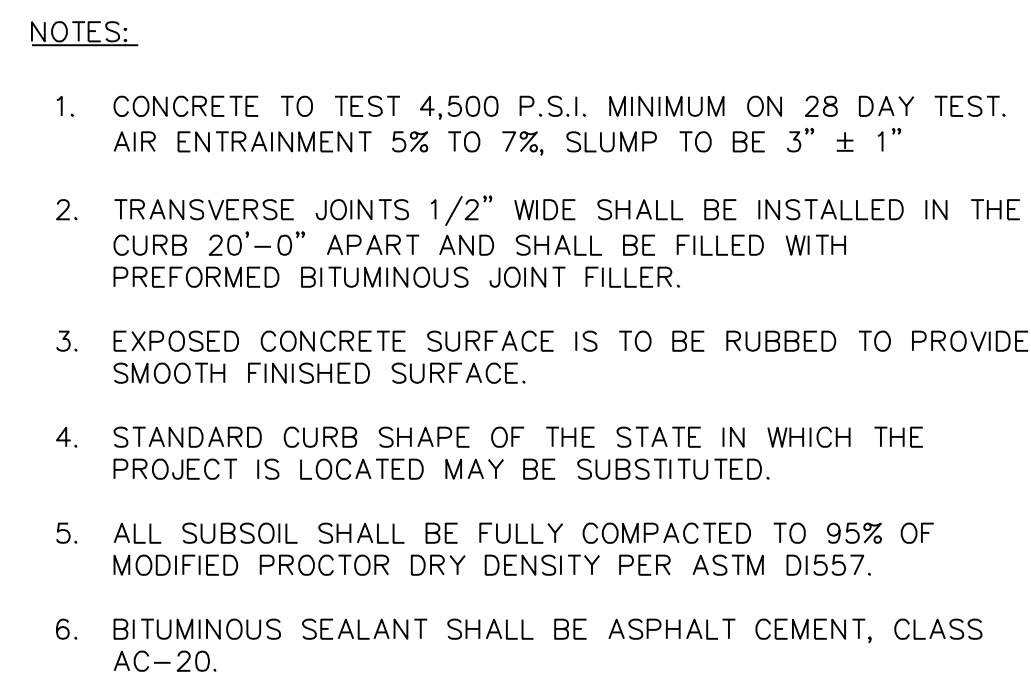 NOTES:
1. CONCRETE TO TEST 4,500 P.S.I. MINIMUM ON 28 DAY TEST.
AIR ENTRAINMENT 5% TO 7%, SLUMP TO BE 3" ± 1"
2. TRANSVERSE JOINTS 1/2" WIDE SHALL BE INSTALLED IN THE
CURB 20'-0" APART AND SHALL BE FILLED WITH
PREFORMED BITUMINOUS JOINT FILLER.
3. EXPOSED CONCRETE SURFACE IS TO BE RUBBED TO PROVIDE
SMOOTH FINISHED SURFACE.
4. STANDARD CURB SHAPE OF THE STATE IN WHICH THE
PROJECT IS LOCATED MAY BE SUBSTITUTED.
5. ALL SUBSOIL SHALL BE FULLY COMPACTED TO 95% OF
MODIFIED PROCTOR DRY DENSITY PER ASTM DI557.
6. BITUMINOUS SEALANT SHALL BE ASPHALT CEMENT, CLASS
AC-20.